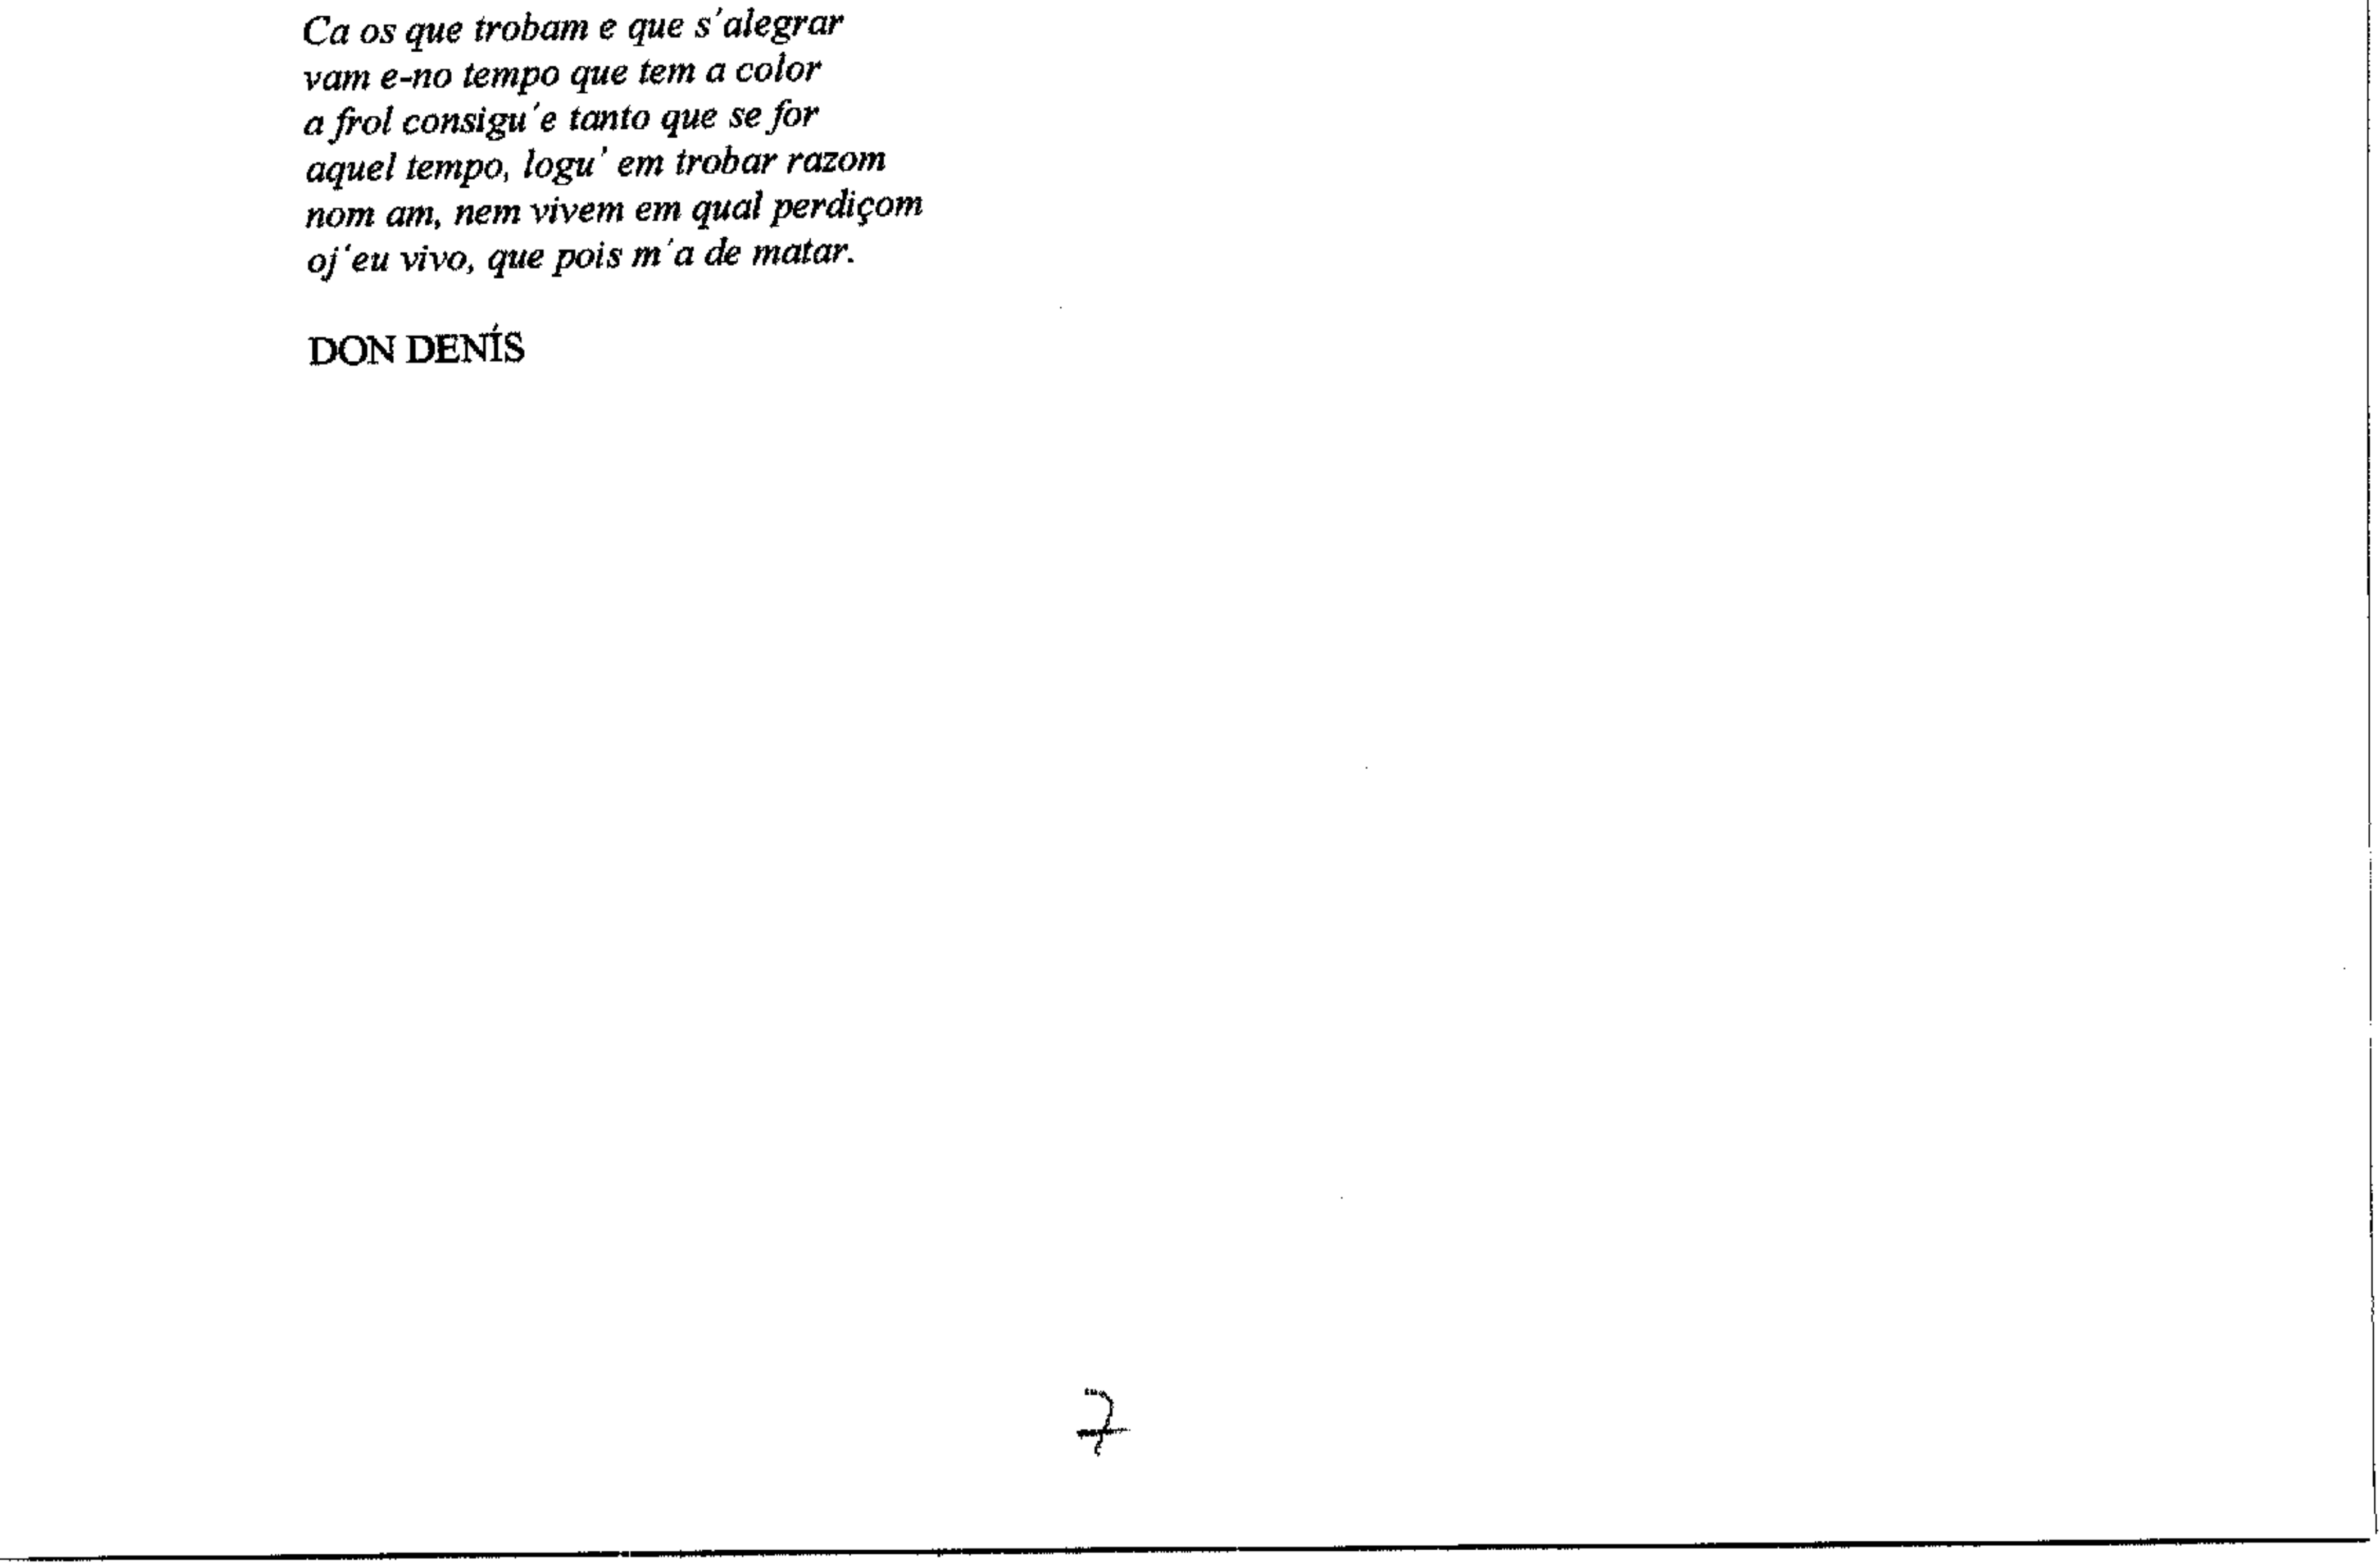 Ca os que trobam e que s'alegrar
vam e-no tempo que tem a color
a frol consigu'e tanto que se for
aquel tempo, logu' em trobar razom
nom am, nem vivem em qual perdiçom
oj'eu vivo, que pois m'a de matar.
DON DENÍS
7